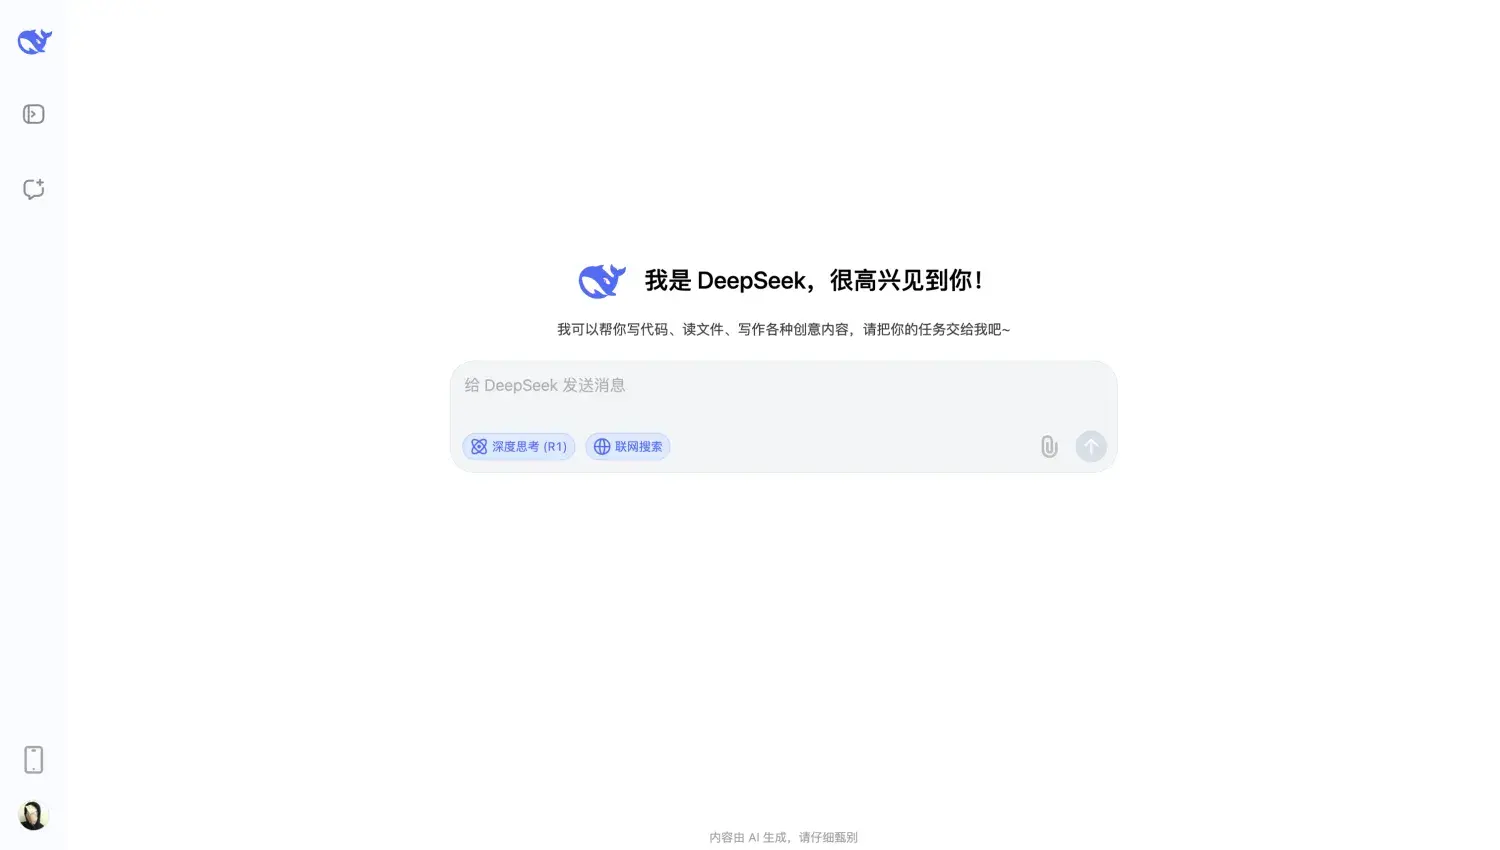 我是 DeepSeek，很高兴见到你！
我可以帮你写代码、读文件、写作各种创意内容，请把你的任务交给我吧~
给 DeepSeek 发送消息
深度思考 (R1)
联网搜索
内容由 AI 生成，请仔细甄别